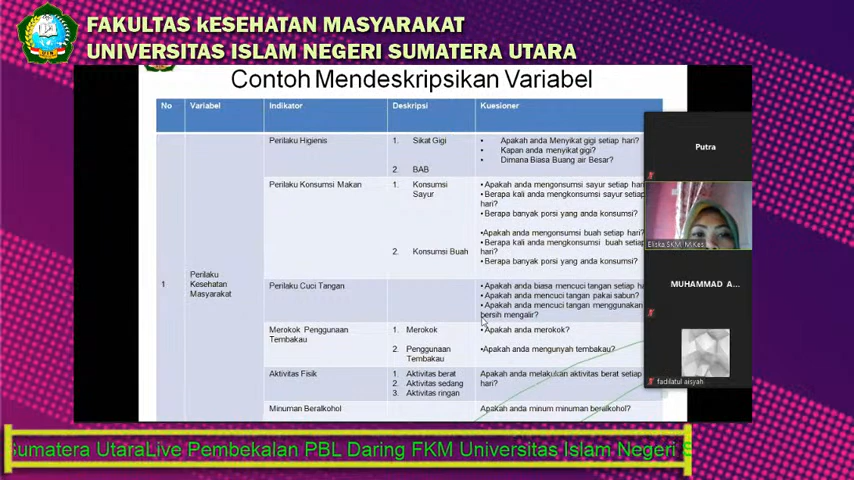 FAKULTAS kESEHATAN MASYARAKAT
UNIVERSITAS ISLAM NEGERI SUMATERA UTARA
Contoh Mendeskripsikan Variabel
No Variabel Indikator Deskripsi Kuesioner
1 Perilaku Kesehatan Masyarakat
Perilaku Higienis
1. Sikat Gigi
2. BAB
• Apakah anda Menyikat gigi setiap hari?
• Kapan anda menyikat gigi?
• Dimana Biasa Buang air Besar?
Perilaku Konsumsi Makan
1. Konsumsi
Sayur
2. Konsumsi Buah
•Apakah anda mengonsumsi sayur setiap hari
•Berapa kali anda mengkonsumsi sayur setiap
hari?
•Berapa banyak porsi yang anda konsumsi?
•Apakah anda mengonsumsi buah setiap hari?
•Berapa kali anda mengkonsumsi buah setiap
hari?
•Berapa banyak porsi yang anda konsumsi?
Perilaku Cuci Tangan
•Apakah anda biasa mencuci tangan setiap ha
•Apakah anda mencuci tangan pakai sabun?
•Apakah anda mencuci tangan menggunakan
bersih mengalir?
Merokok Penggunaan
Tembakau
1. Merokok
2. Penggunaan
Tembakau
•Apakah anda merokok?
•Apakah anda mengunyah tembakau?
Aktivitas Fisik
1. Aktivitas berat
2. Aktivitas sedang
3. Aktivitas ringan
Apakah anda melakukan aktivitas berat setiap
hari?
Minuman Beralkohol
Apakah anda minum minuman beralkohol?
Putra
Eliska SKM, M.Kes
MUHAMMAD A...
fadilatul aisyah
Sumatera UtaraLive Pembekalan PBL Daring FKM Universitas Islam Negeri